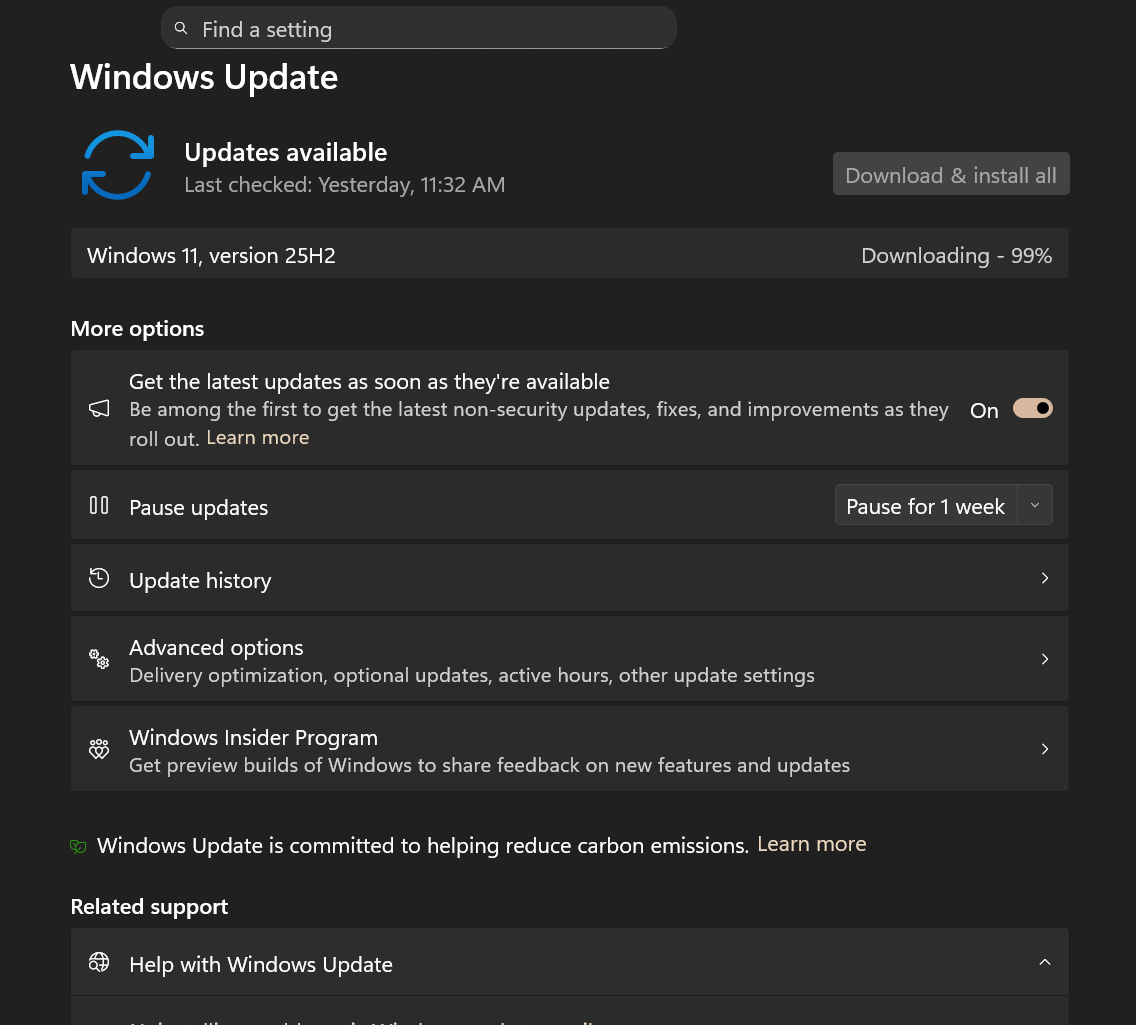 Find a setting
Windows Update
Updates available
Last checked: Yesterday, 11:32 AM
Download & install all
Windows 11, version 25H2
Downloading - 99%
More options
Get the latest updates as soon as they're available
Be among the first to get the latest non-security updates, fixes, and improvements as they
roll out. Learn more
On
Pause updates
Pause for 1 week
Update history
Advanced options
Delivery optimization, optional updates, active hours, other update settings
Windows Insider Program
Get preview builds of Windows to share feedback on new features and updates
Windows Update is committed to helping reduce carbon emissions. Learn more
Related support
Help with Windows Update